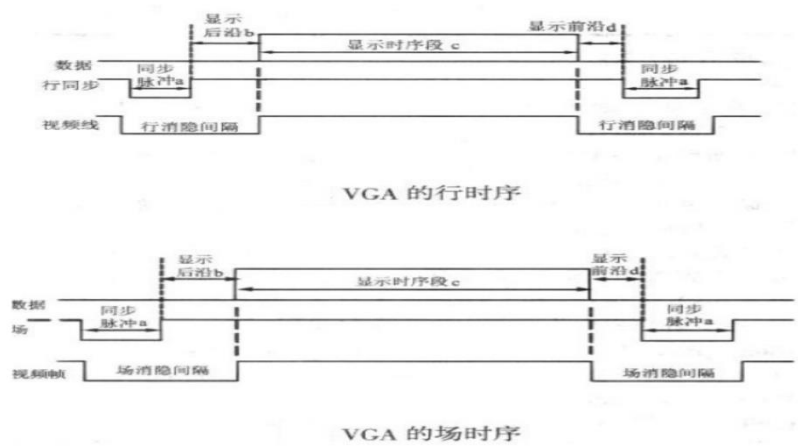 显示
后沿b
显示前沿d
显示时序段 c
数据
同步
脉冲a
同步
脉冲a
行同步
视频线
行消隐间隔
行消隐间隔
VGA 的行时序
显示
后沿b
显示
前沿d
显示时序段 c
数据
同步
脉冲a
同步
脉冲a
场
视频帧
场消隐间隔
场消隐间隔
VGA 的场时序